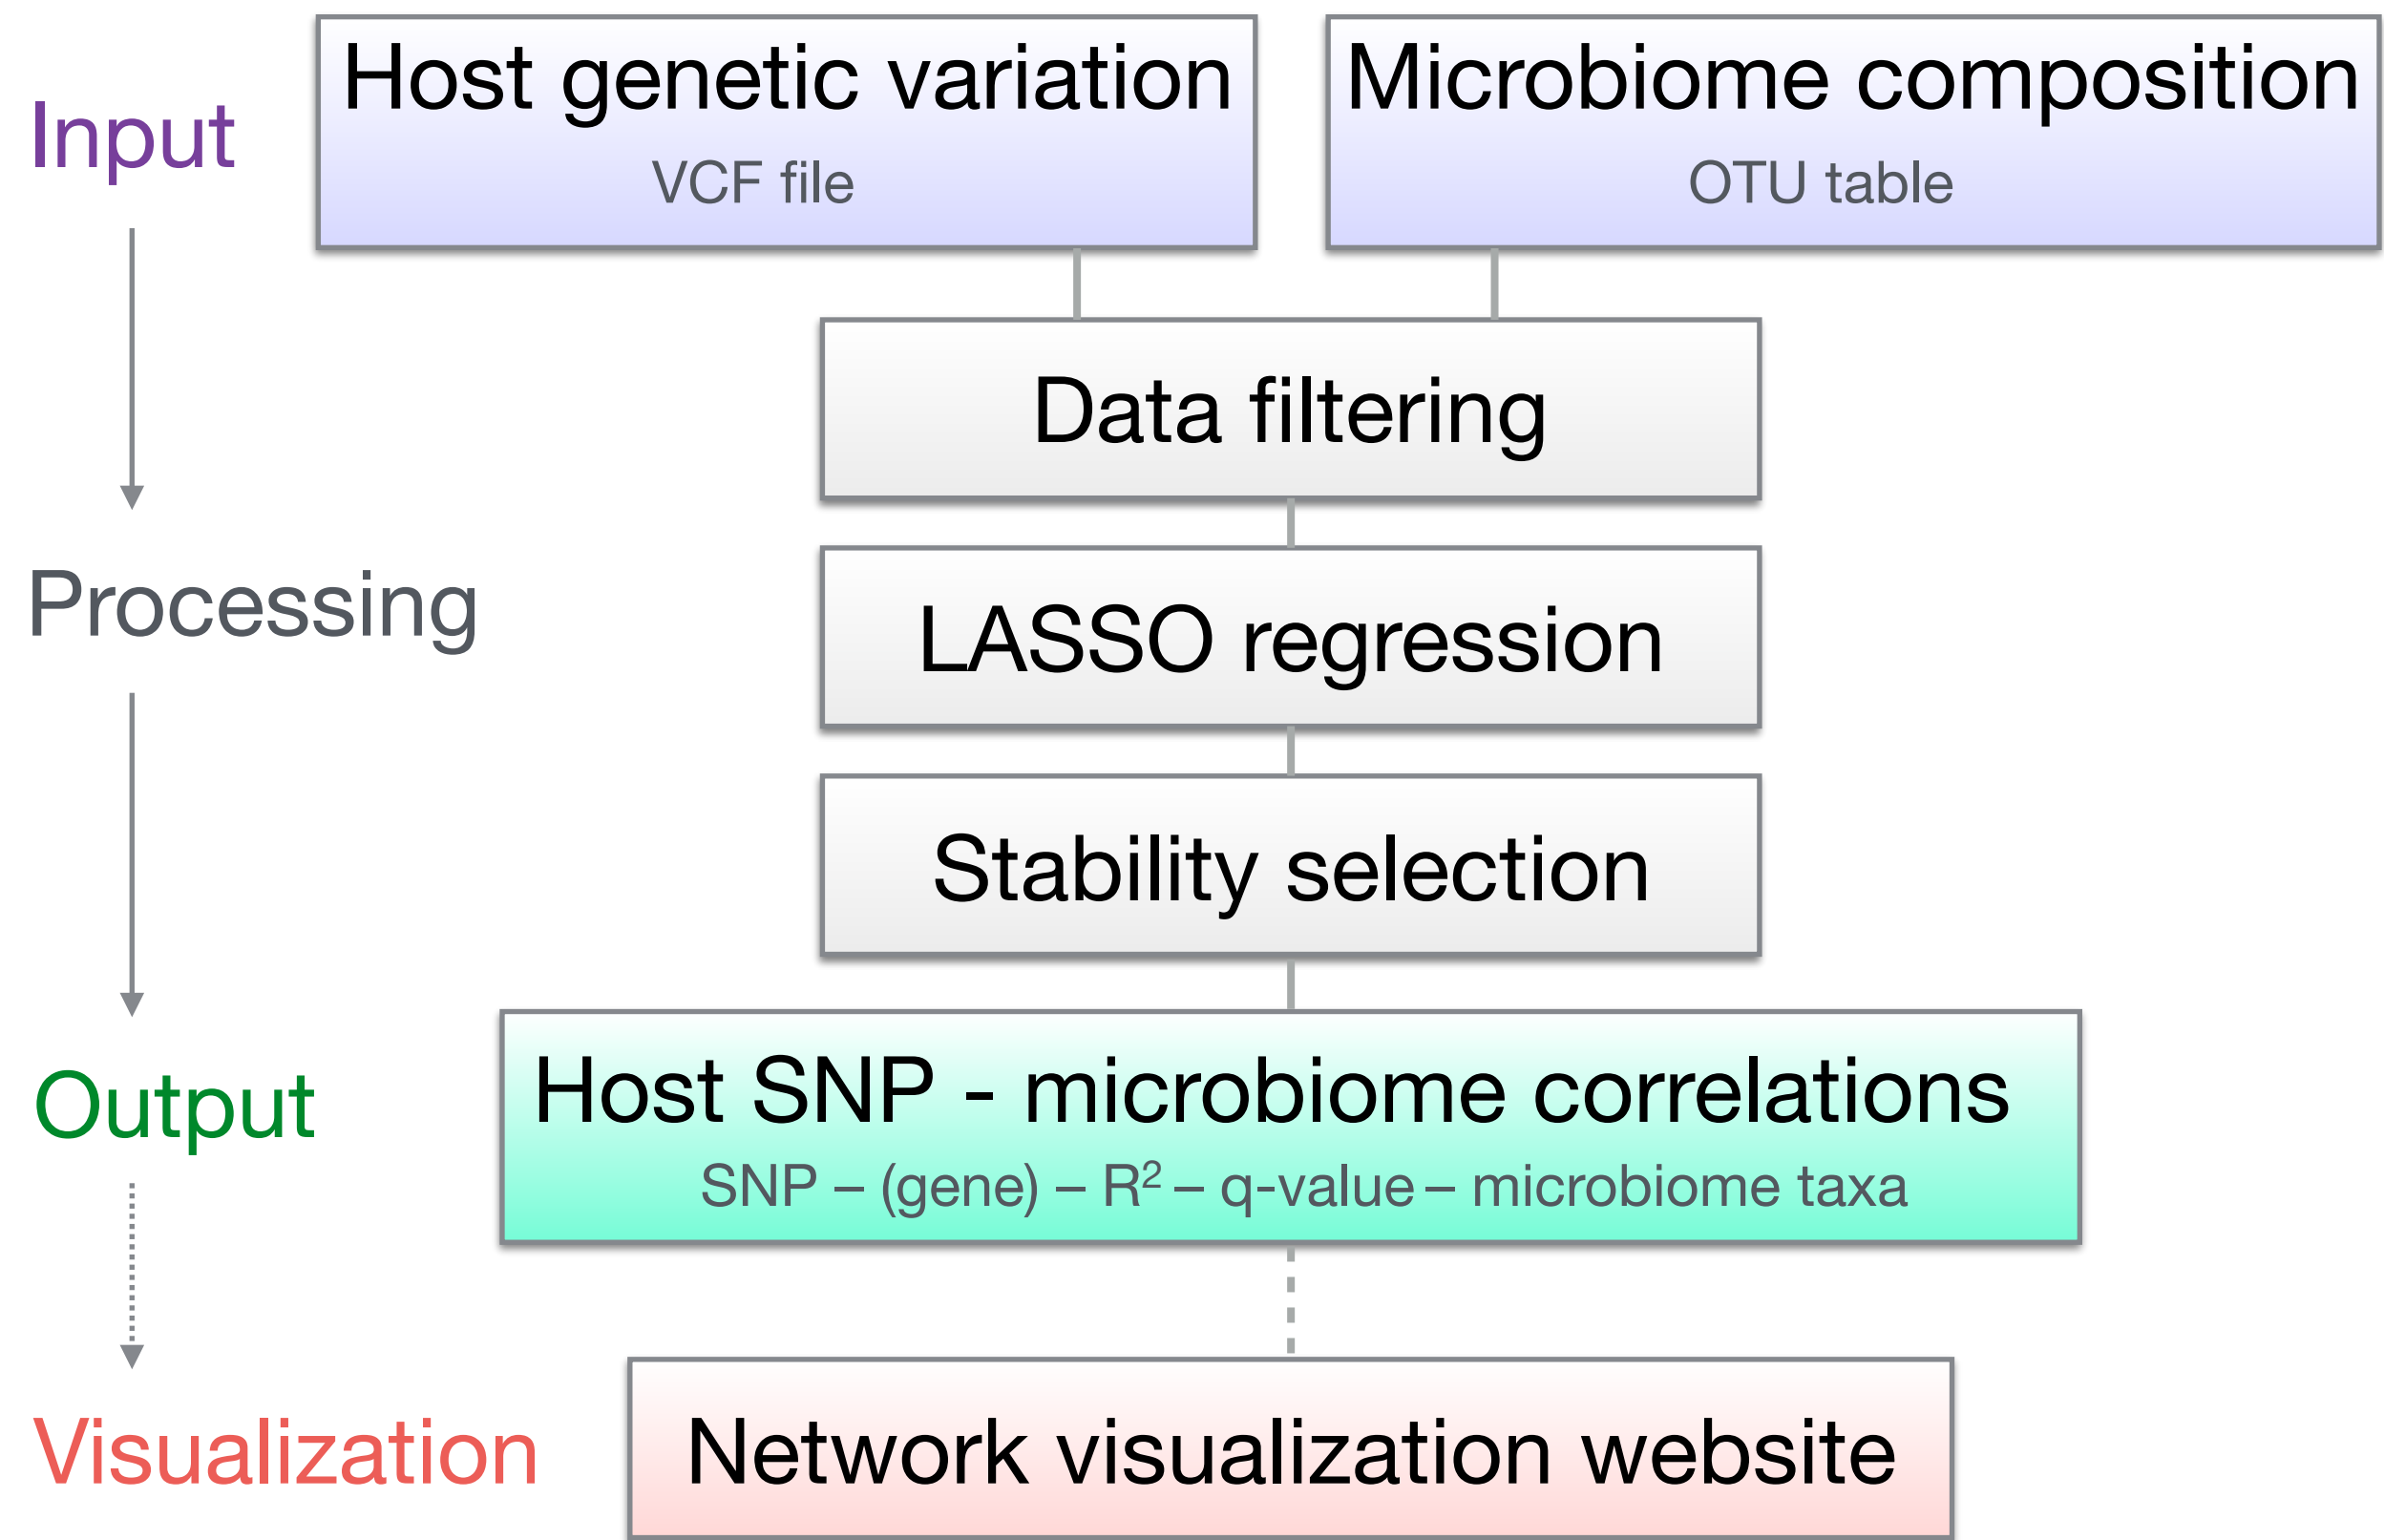 Input
Host genetic variation
VCF file
Microbiome composition
OTU table
Data filtering
Processing
LASSO regression
Stability selection
Output
Host SNP - microbiome correlations
SNP — (gene) — R² — q-value — microbiome taxa
Visualization
Network visualization website